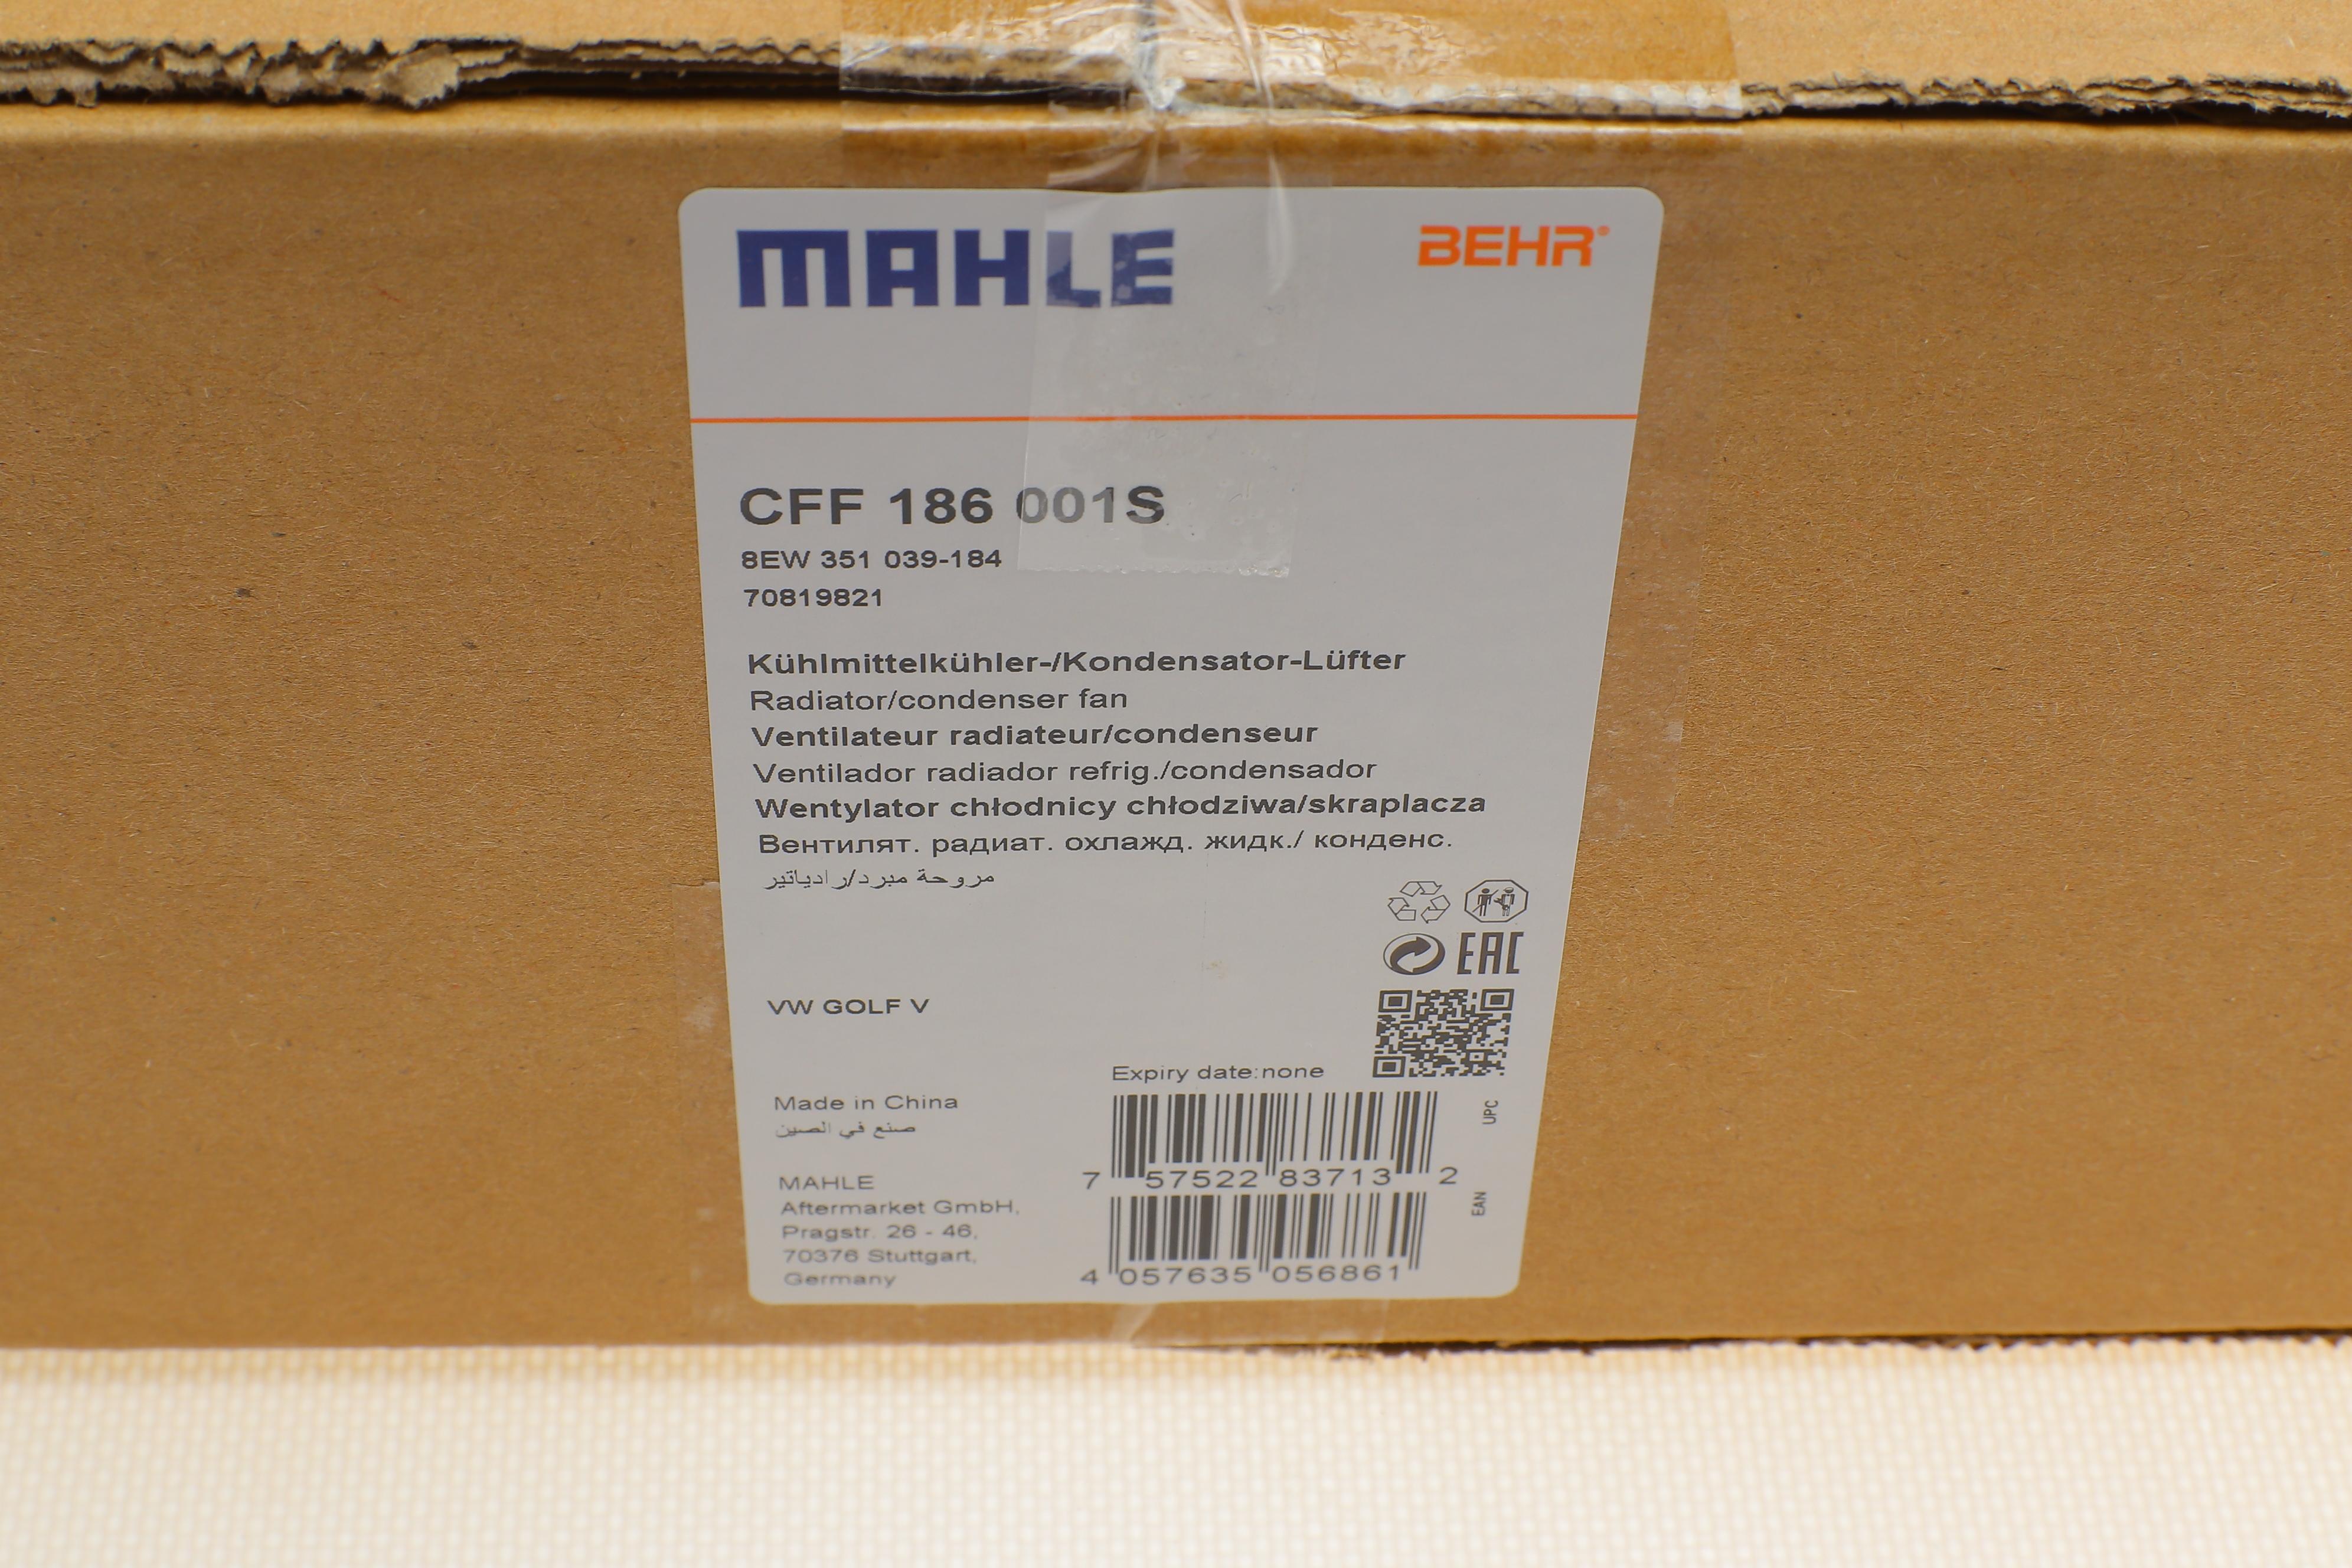 MAHLE
BEHR®
CFF 186 001S
8EW 351 039-184
70819821
Kühlmittelkühler-/Kondensator-Lüfter
Radiator/condenser fan
Ventilateur radiateur/condenseur
Ventilador radiador refrig./condensador
Wentylator chłodnicy chłodziwa/skraplacza
Вентилят. радиат. охлажд. жидк./ конденс.
مروحة مبرد/رادياتير
EAC
VW GOLF V
Expiry date:none
Made in China
صنع في الصين
UPC
7 57522 83713 2
MAHLE
Aftermarket GmbH,
Pragstr. 26 - 46,
70376 Stuttgart,
Germany
EAN
4 057635 056861